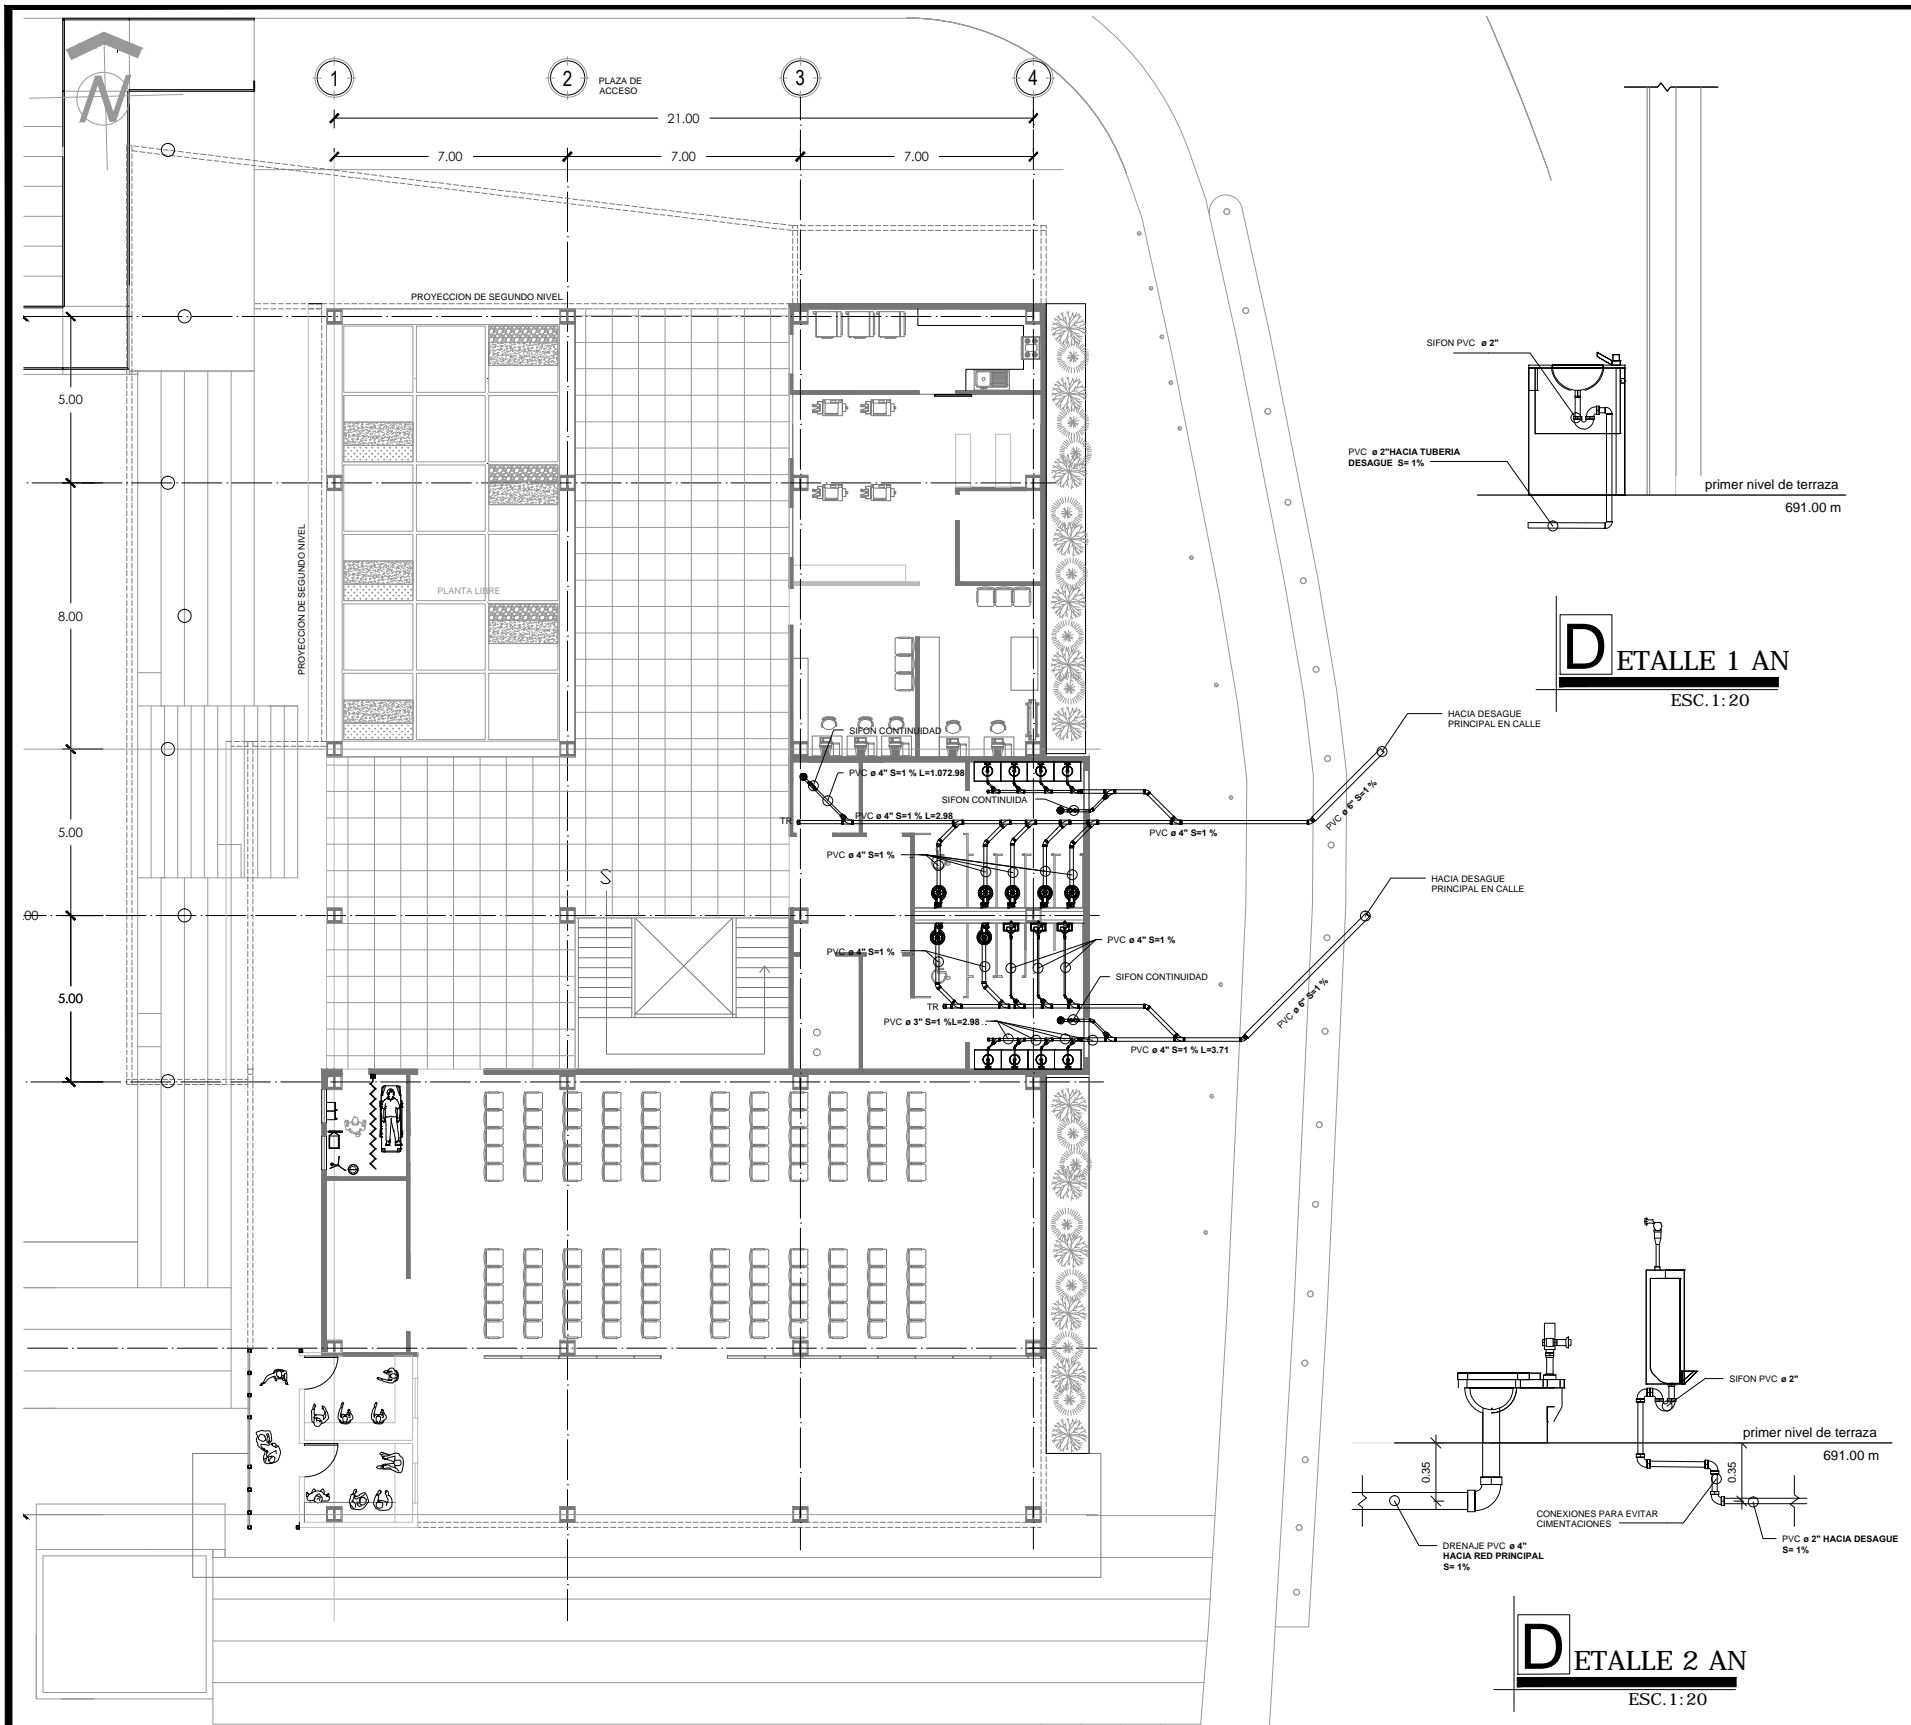 N
1
2
3
4
PLAZA DE
ACCESO
21.00
7.00
7.00
7.00
PROYECCION DE SEGUNDO NIVEL
5.00
8.00
5.00
.00
5.00
PROYECCION DE SEGUNDO NIVEL
PLANTA LIBRE
S
SIFON CONTINUIDAD
PVC ø 4" S=1 % L=1.072.98
SIFON CONTINUIDA
TR
PVC ø 4" S=1 % L=2.98
PVC ø 4" S=1 %
PVC ø 6" S=1 %
HACIA DESAGUE
PRINCIPAL EN CALLE
PVC ø 4" S=1 %
HACIA DESAGUE
PRINCIPAL EN CALLE
PVC ø 4" S=1 %
PVC ø 4" S=1 %
SIFON CONTINUIDAD
TR
PVC ø 3" S=1 %L=2.98
PVC ø 4" S=1 % L=3.71
PVC ø 6" S=1 %
SIFON PVC ø 2"
PVC ø 2"HACIA TUBERIA
DESAGUE S= 1%
primer nivel de terraza
691.00 m
DETALLE 1 AN
ESC.1:20
SIFON PVC ø 2"
primer nivel de terraza
691.00 m
0.35
0.35
CONEXIONES PARA EVITAR
CIMENTACIONES
DRENAJE PVC ø 4"
HACIA RED PRINCIPAL
S= 1%
PVC ø 2" HACIA DESAGUE
S= 1%
DETALLE 2 AN
ESC.1:20